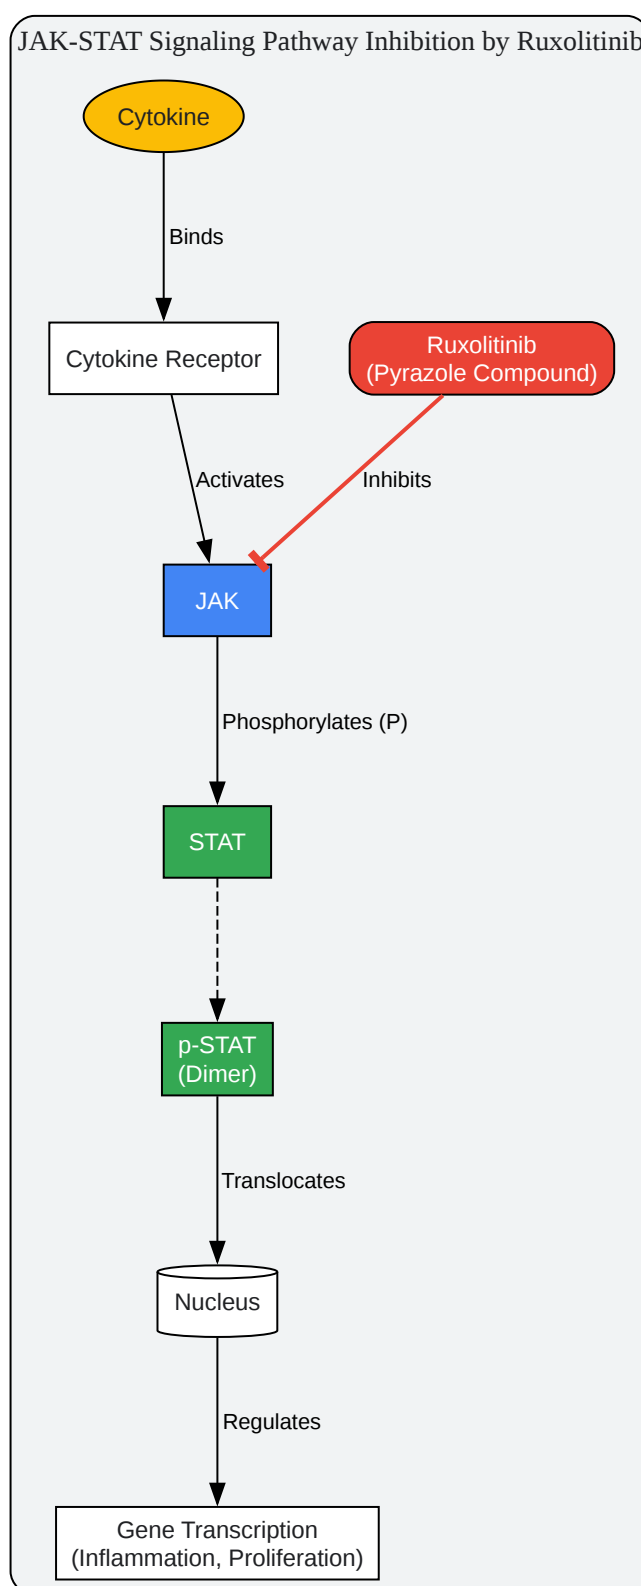 JAK-STAT Signaling Pathway Inhibition by Ruxolitinib
Cytokine
Binds
Cytokine Receptor
Ruxolitinib
(Pyrazole Compound)
Activates
Inhibits
JAK
Phosphorylates (P)
STAT
p-STAT
(Dimer)
Translocates
Nucleus
Regulates
Gene Transcription
(Inflammation, Proliferation)